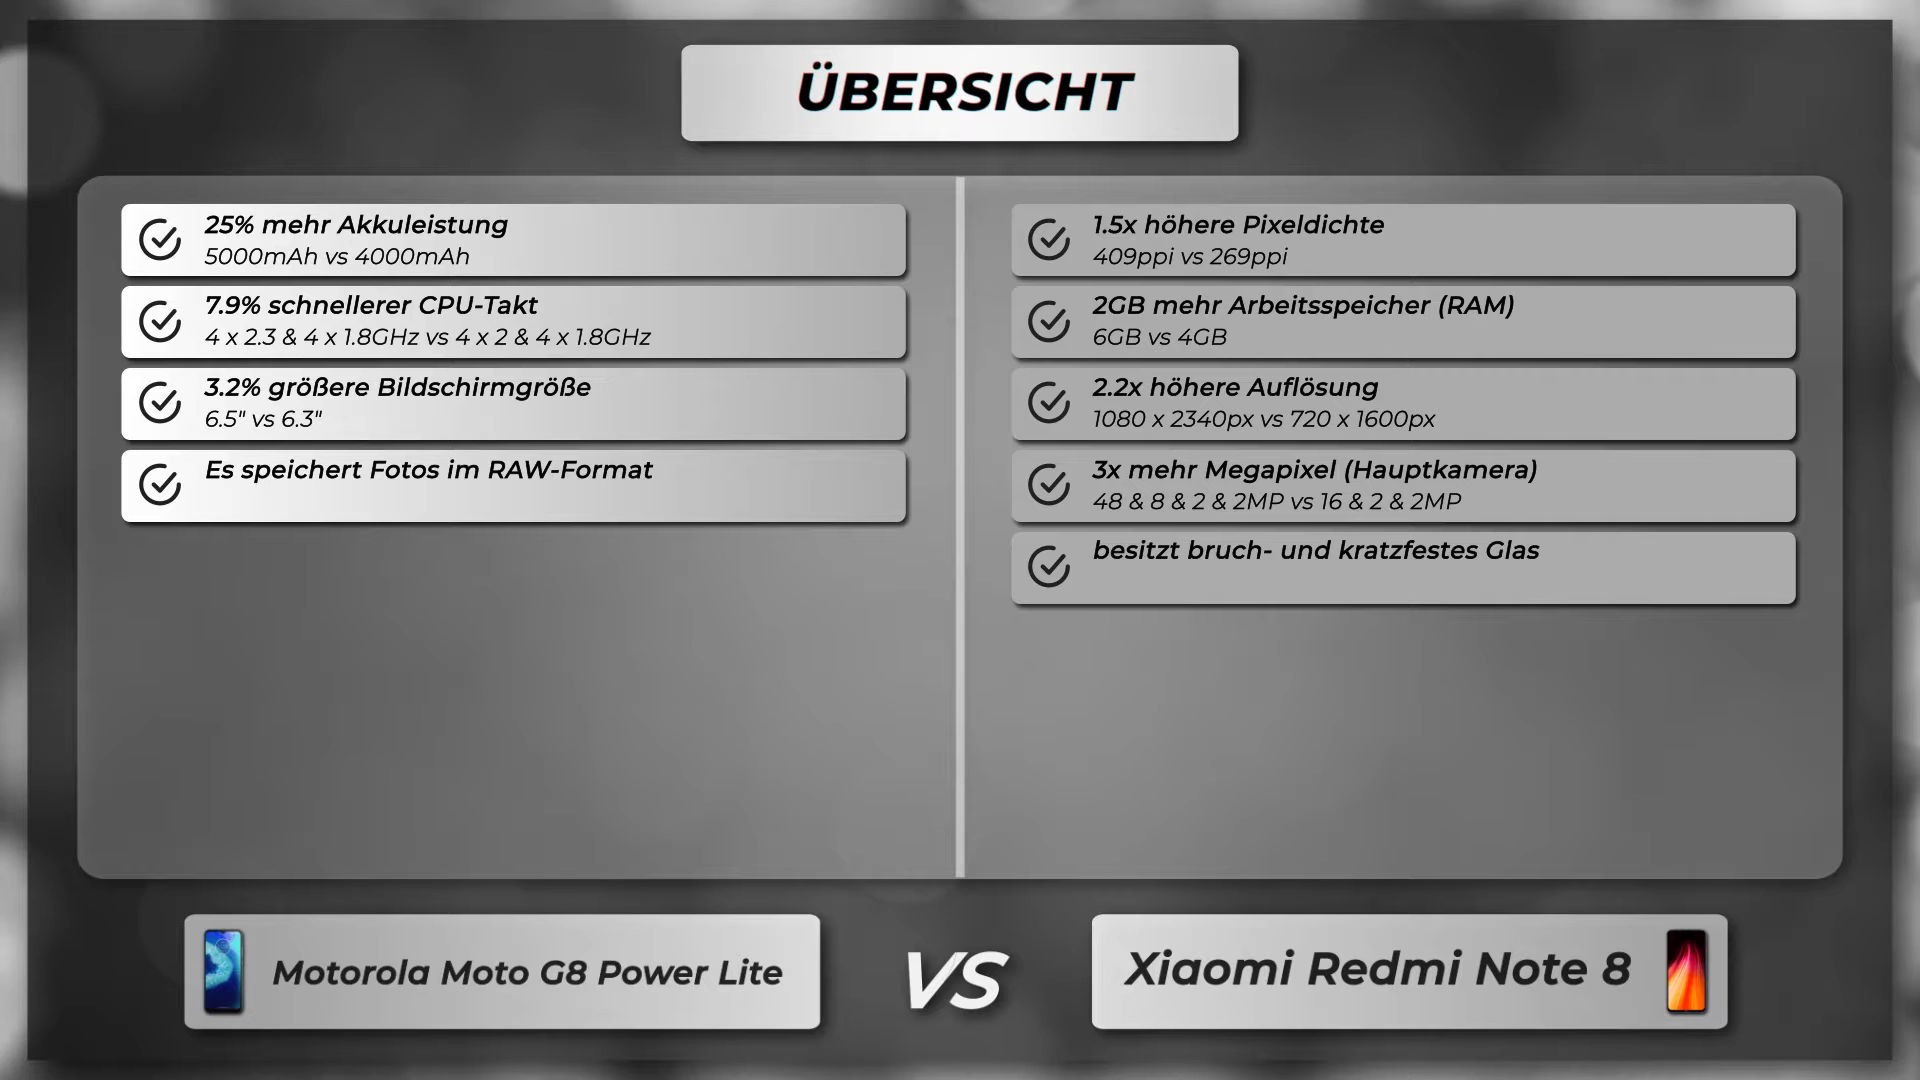 ÜBERSICHT
25% mehr Akkuleistung
5000mAh vs 4000mAh
7.9% schnellerer CPU-Takt
4 x 2.3 & 4 x 1.8GHz vs 4 x 2 & 4 x 1.8GHz
3.2% größere Bildschirmgröße
6.5" vs 6.3"
Es speichert Fotos im RAW-Format
1.5x höhere Pixeldichte
409ppi vs 269ppi
2GB mehr Arbeitsspeicher (RAM)
6GB vs 4GB
2.2x höhere Auflösung
1080 x 2340px vs 720 x 1600px
3x mehr Megapixel (Hauptkamera)
48 & 8 & 2 & 2MP vs 16 & 2 & 2MP
besitzt bruch- und kratzfestes Glas
Motorola Moto G8 Power Lite
VS
Xiaomi Redmi Note 8